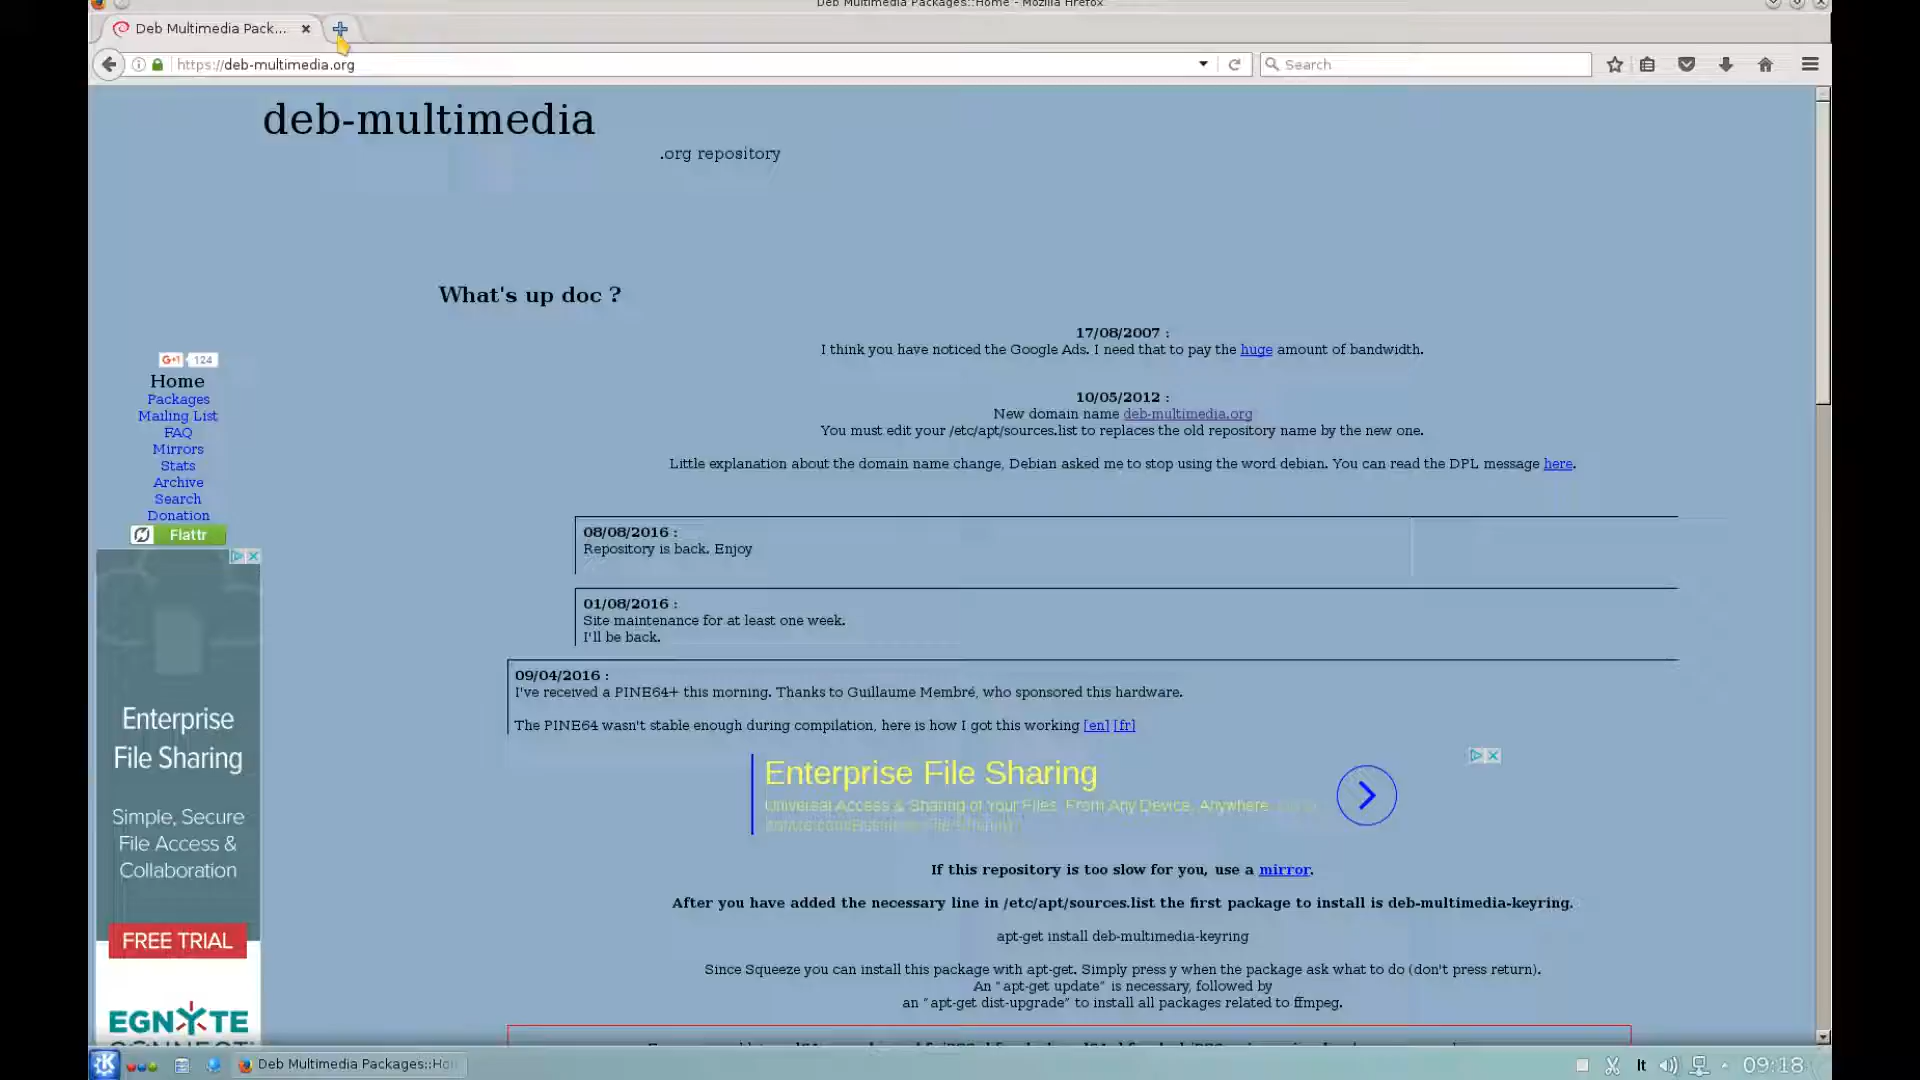 Deb Multimedia Packages::Home - Mozilla Firefox
Deb Multimedia Pack...
https://deb-multimedia.org
Search
deb-multimedia
.org repository
What's up doc ?
17/08/2007 :
I think you have noticed the Google Ads. I need that to pay the huge amount of bandwidth.
10/05/2012 :
New domain name deb-multimedia.org
You must edit your /etc/apt/sources.list to replaces the old repository name by the new one.
Little explanation about the domain name change, Debian asked me to stop using the word debian. You can read the DPL message here.
G+1 124
Home
Packages
Mailing List
FAQ
Mirrors
Stats
Archive
Search
Donation
Flattr
08/08/2016 :
Repository is back. Enjoy
01/08/2016 :
Site maintenance for at least one week.
I'll be back.
09/04/2016 :
I've received a PINE64+ this morning. Thanks to Guillaume Membré, who sponsored this hardware.
The PINE64 wasn't stable enough during compilation, here is how I got this working [en] [fr]
Enterprise
File Sharing
Simple, Secure
File Access &
Collaboration
FREE TRIAL
EGNYTE
CONNECT
Enterprise File Sharing
Universal Access & Sharing of Your Files. From Any Device, Anywhere.
If this repository is too slow for you, use a mirror.
After you have added the necessary line in /etc/apt/sources.list the first package to install is deb-multimedia-keyring.
apt-get install deb-multimedia-keyring
Since Squeeze you can install this package with apt-get. Simply press y when the package ask what to do (don't press return).
An "apt-get update" is necessary, followed by
an "apt-get dist-upgrade" to install all packages related to ffmpeg.
Deb Multimedia Packages::Ho
It
09:18